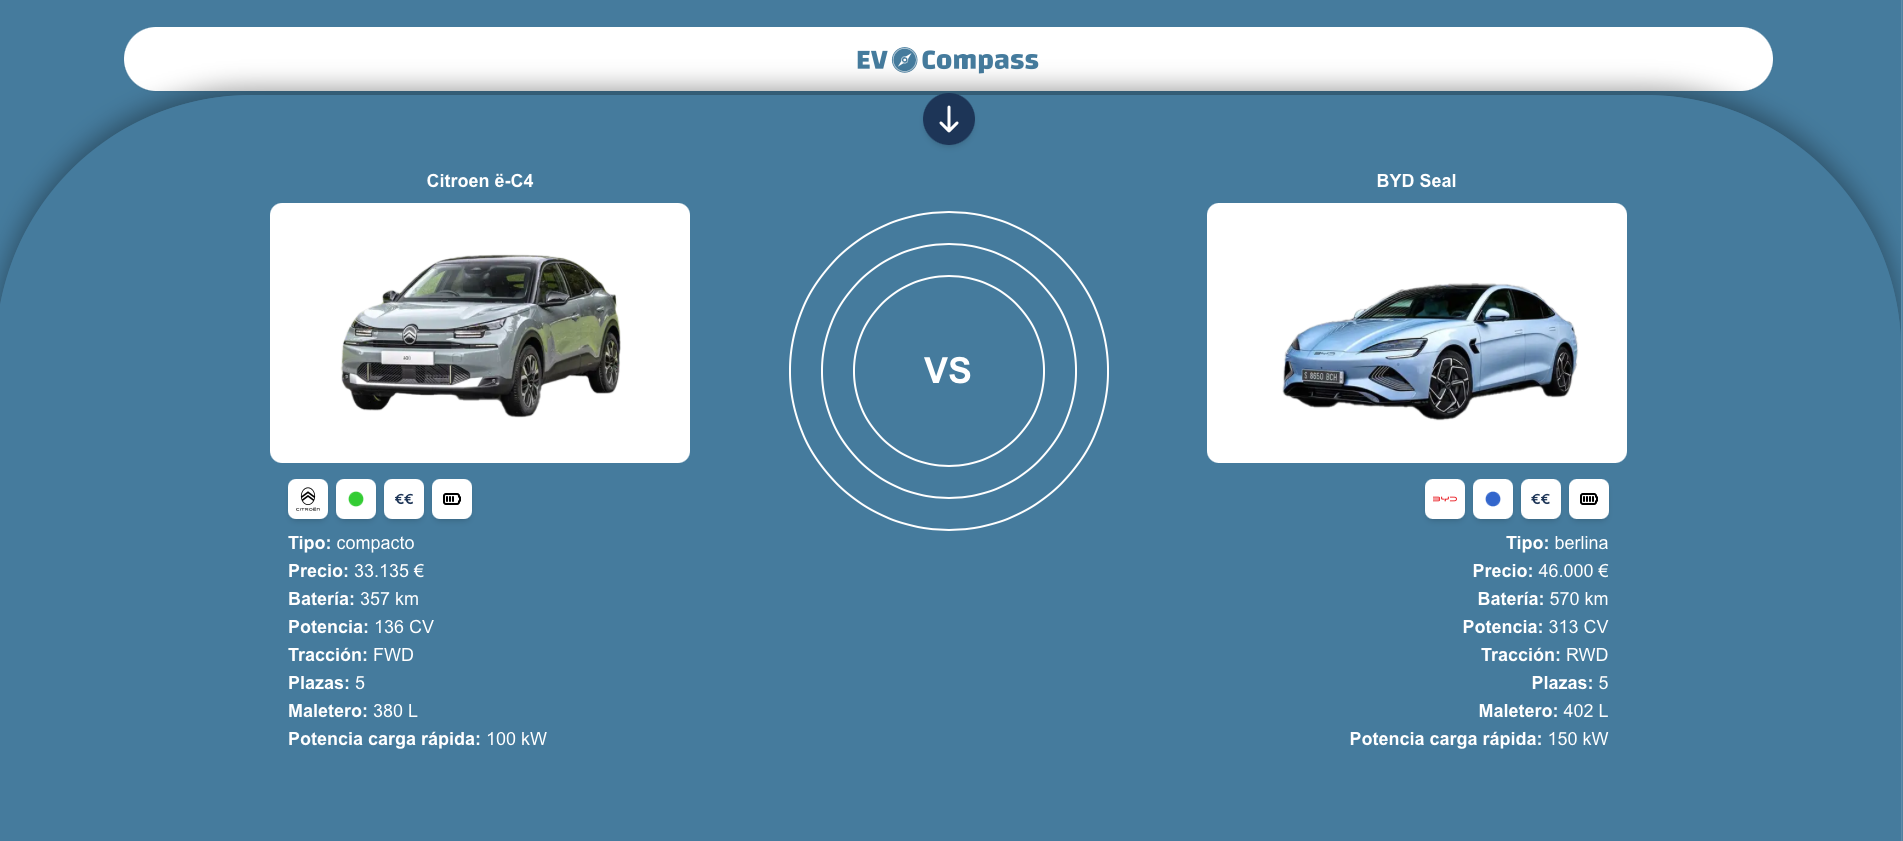 EV Compass
Citroen ë-C4
BYD Seal
VS
CITROËN
€€
BYD
€€
Tipo: compacto
Precio: 33.135 €
Batería: 357 km
Potencia: 136 CV
Tracción: FWD
Plazas: 5
Maletero: 380 L
Potencia carga rápida: 100 kW
Tipo: berlina
Precio: 46.000 €
Batería: 570 km
Potencia: 313 CV
Tracción: RWD
Plazas: 5
Maletero: 402 L
Potencia carga rápida: 150 kW